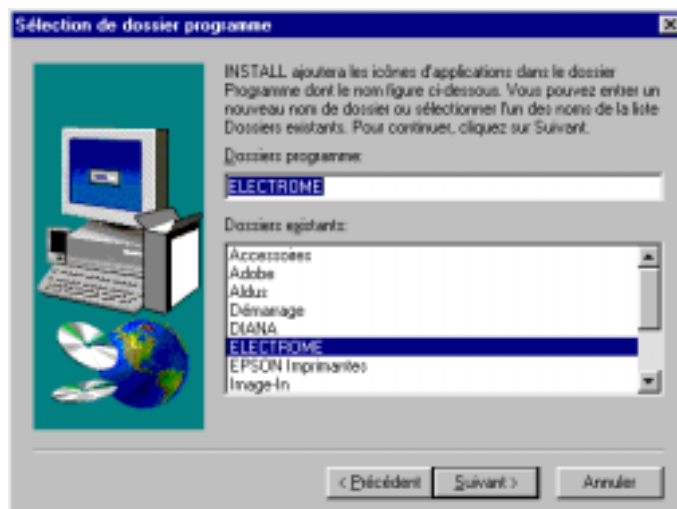 Sélection de dossier programme
INSTALL ajoutera les icônes d'applications dans le dossier
Programme dont le nom figure ci-dessous. Vous pouvez entrer un
nouveau nom de dossier ou sélectionner l'un des noms de la liste
Dossiers existants. Pour continuer, cliquez sur Suivant.
Dossiers programme:
ELECTROME
Dossiers existants:
Accessoires
Adobe
Aldus
Démarrage
DIANA
ELECTROME
EPSON Imprimantes
Image-In
< Précédent
Suivant >
Annuler